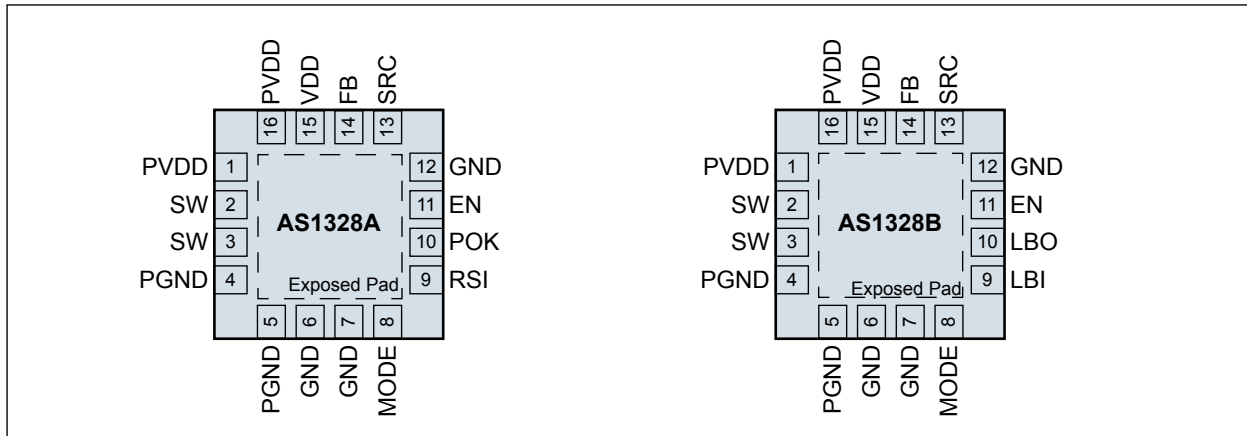 PVDD
VDD
FB
SRC
16
15
14
13
PVDD 1
12 GND
SW 2
11 EN
AS1328A
SW 3
10 POK
PGND 4
9 RSI
Exposed Pad
5
6
7
8
PGND
GND
GND
MODE
PVDD
VDD
FB
SRC
16
15
14
13
PVDD 1
12 GND
SW 2
11 EN
AS1328B
SW 3
10 LBO
PGND 4
9 LBI
Exposed Pad
5
6
7
8
PGND
GND
GND
MODE